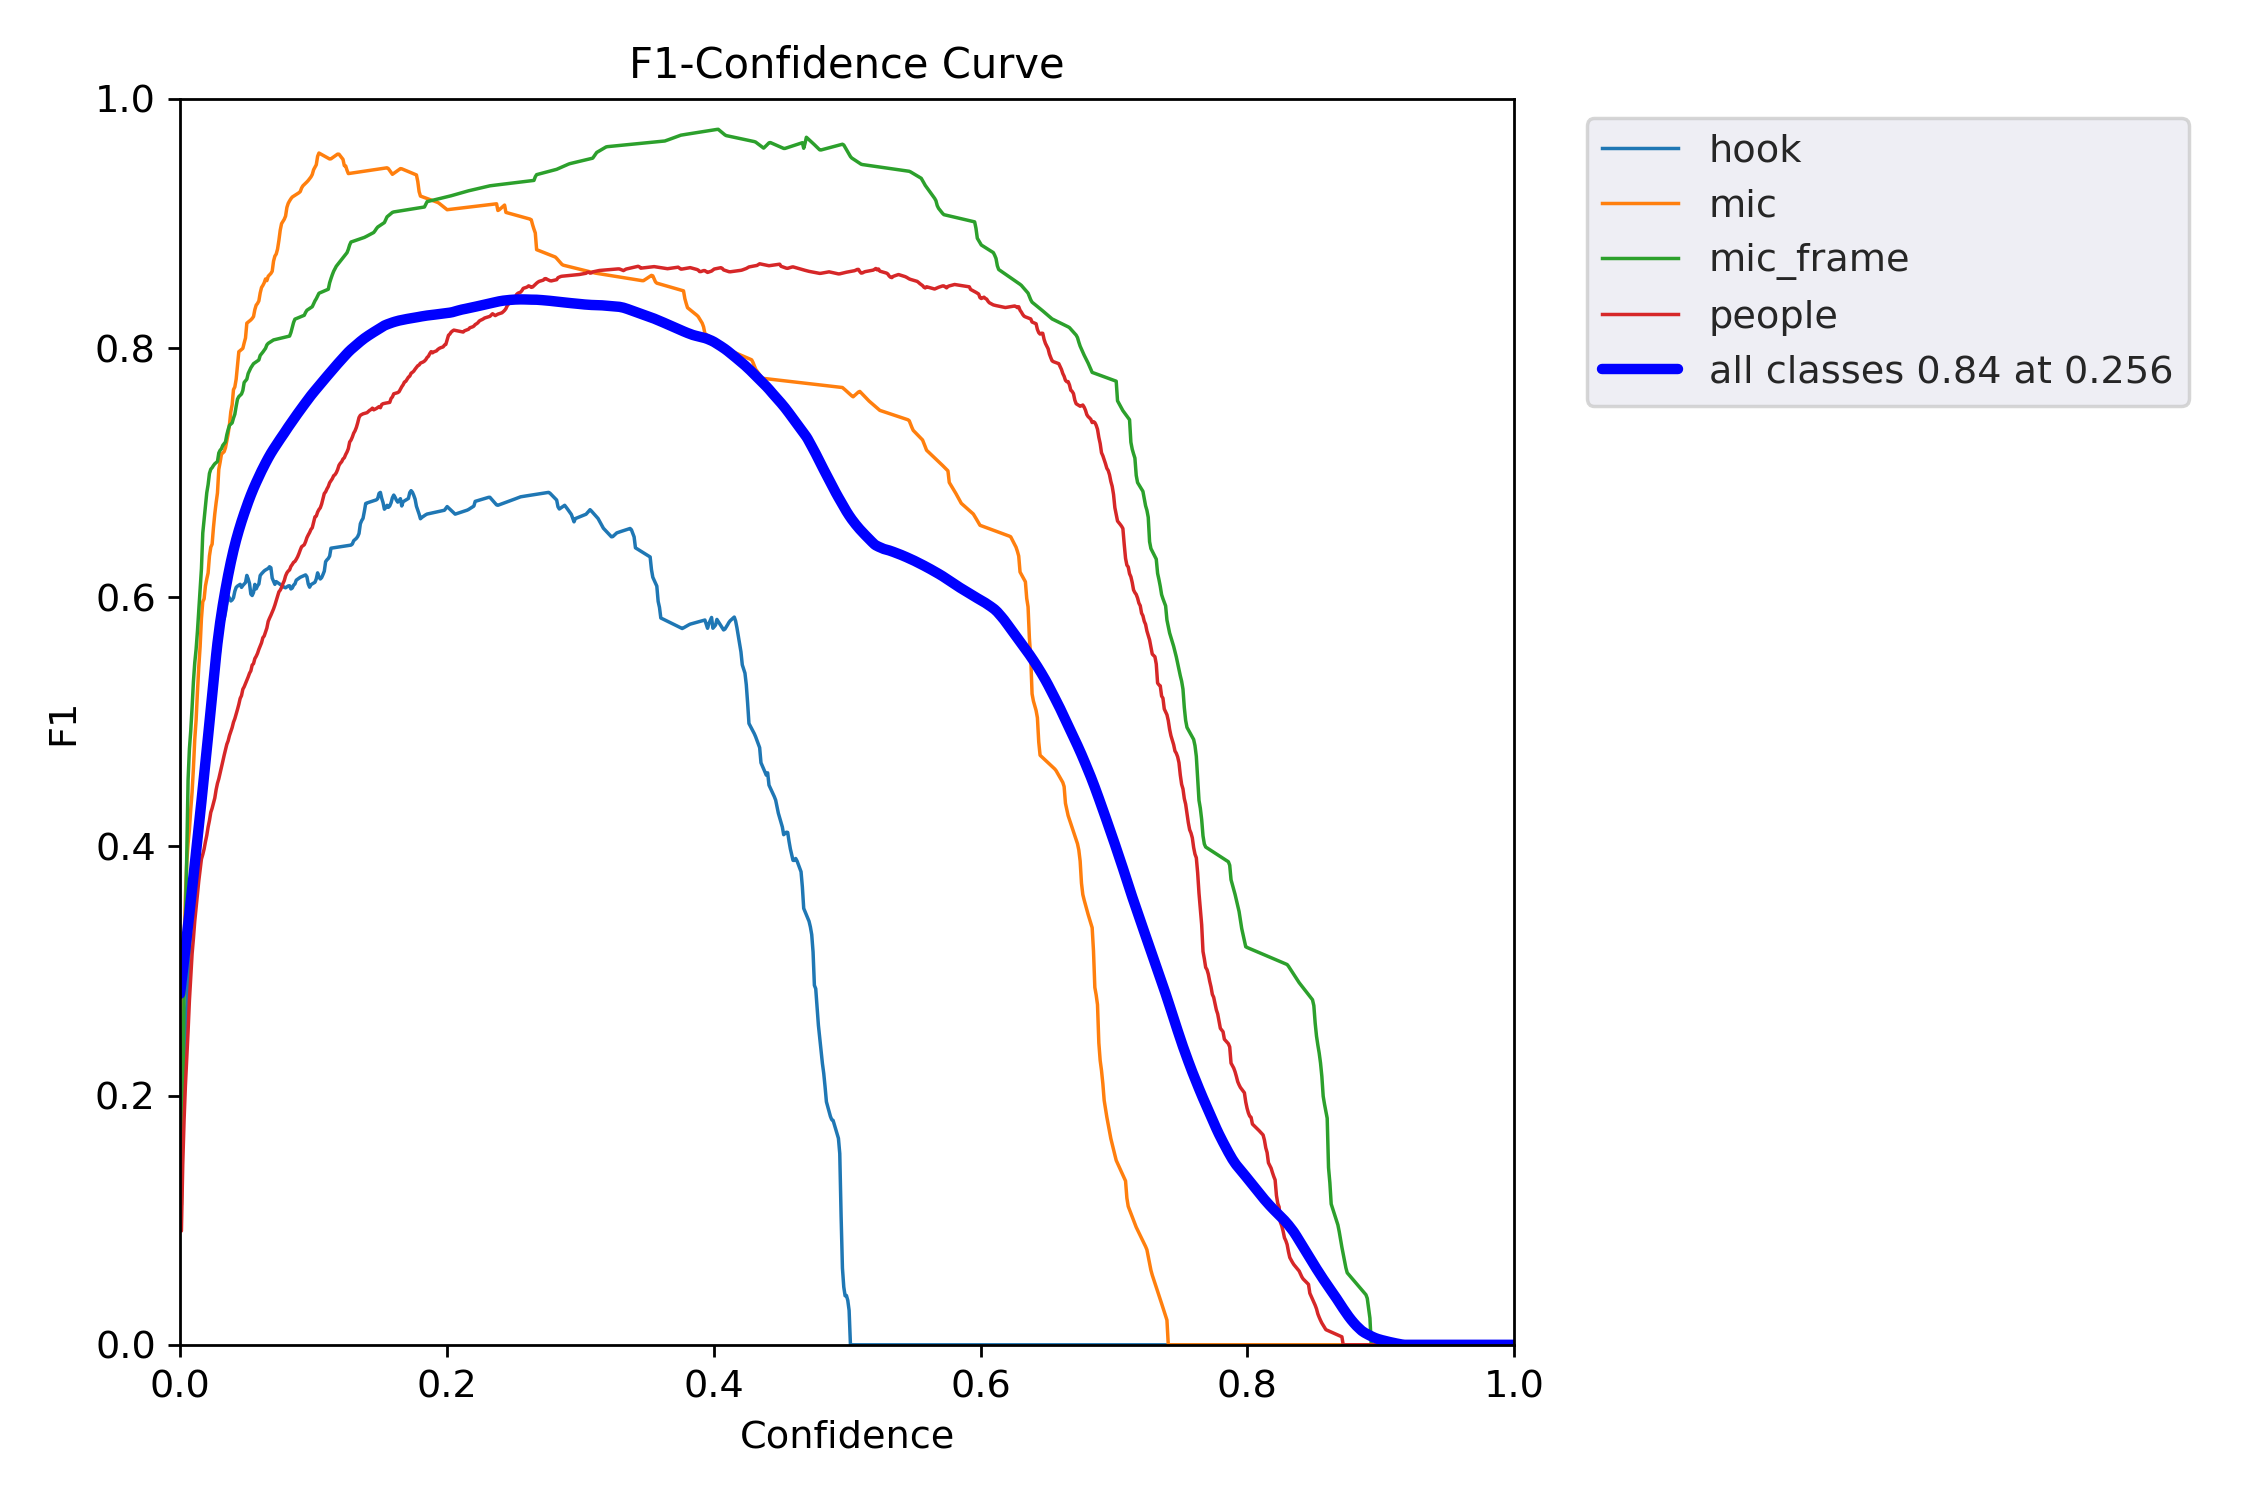 F1-Confidence Curve
1.0
0.8
0.6
0.4
0.2
0.0
F1
0.0 0.2 0.4 0.6 0.8 1.0
Confidence
hook
mic
mic_frame
people
all classes 0.84 at 0.256